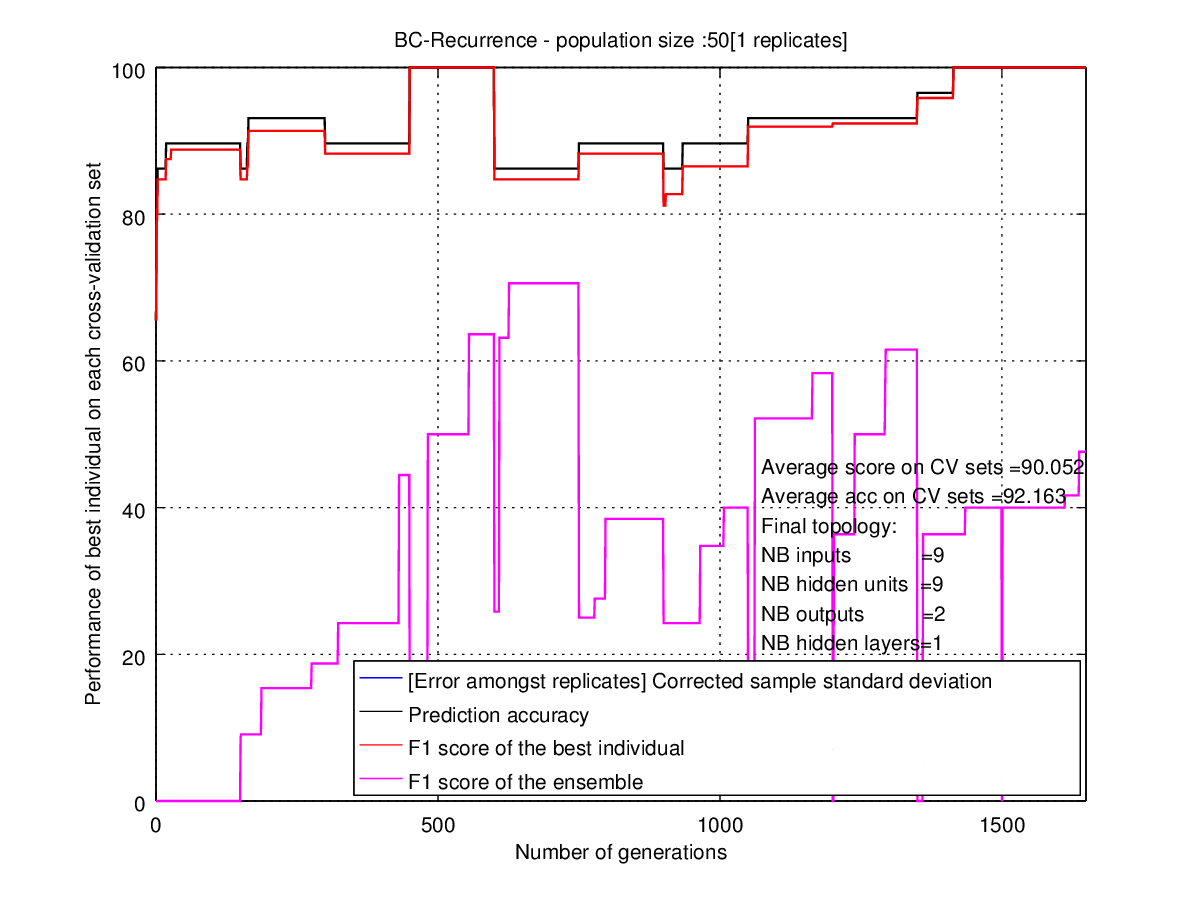 BC-Recurrence - population size :50[1 replicates]
100
80
60
40
20
0
Performance of best individual on each cross-validation set
Average score on CV sets =90.052
Average acc on CV sets =92.163
Final topology:
NB inputs =9
NB hidden units =9
NB outputs =2
NB hidden layers=1
[Error amongst replicates] Corrected sample standard deviation
Prediction accuracy
F1 score of the best individual
F1 score of the ensemble
0 500 1000 1500
Number of generations